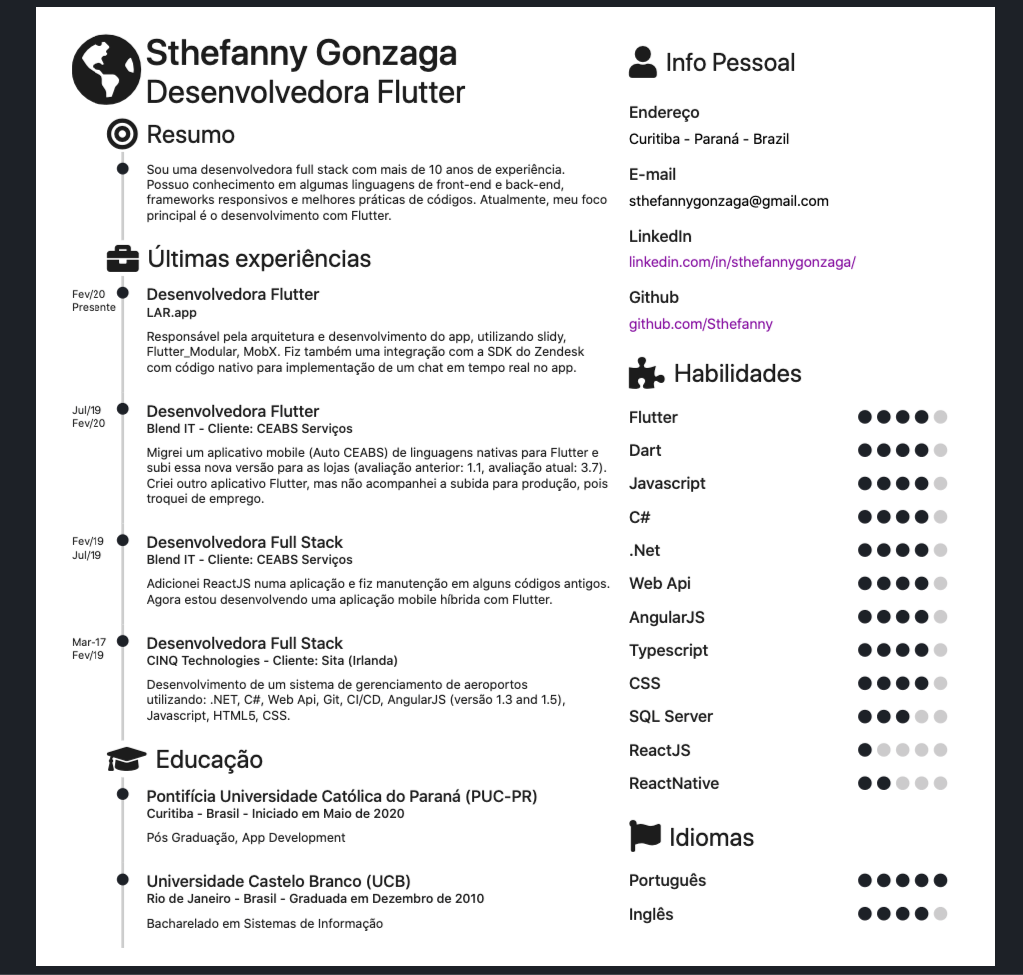 Sthefanny Gonzaga
Desenvolvedora Flutter
Resumo
Sou uma desenvolvedora full stack com mais de 10 anos de experiência.
Possuo conhecimento em algumas linguagens de front-end e back-end,
frameworks responsivos e melhores práticas de códigos. Atualmente, meu foco
principal é o desenvolvimento com Flutter.
Últimas experiências
Fev/20
Presente
Desenvolvedora Flutter
LAR.app
Responsável pela arquitetura e desenvolvimento do app, utilizando slidy,
Flutter_Modular, MobX. Fiz também uma integração com a SDK do Zendesk
com código nativo para implementação de um chat em tempo real no app.
Jul/19
Fev/20
Desenvolvedora Flutter
Blend IT - Cliente: CEABS Serviços
Migrei um aplicativo mobile (Auto CEABS) de linguagens nativas para Flutter e
subi essa nova versão para as lojas (avaliação anterior: 1.1, avaliação atual: 3.7).
Criei outro aplicativo Flutter, mas não acompanhei a subida para produção, pois
troquei de emprego.
Fev/19
Jul/19
Desenvolvedora Full Stack
Blend IT - Cliente: CEABS Serviços
Adicionei ReactJS numa aplicação e fiz manutenção em alguns códigos antigos.
Agora estou desenvolvendo uma aplicação mobile híbrida com Flutter.
Mar-17
Fev/19
Desenvolvedora Full Stack
CINQ Technologies - Cliente: Sita (Irlanda)
Desenvolvimento de um sistema de gerenciamento de aeroportos
utilizando: .NET, C#, Web Api, Git, CI/CD, AngularJS (versão 1.3 and 1.5),
Javascript, HTML5, CSS.
Educação
Pontifícia Universidade Católica do Paraná (PUC-PR)
Curitiba - Brasil - Iniciado em Maio de 2020
Pós Graduação, App Development
Universidade Castelo Branco (UCB)
Rio de Janeiro - Brasil - Graduada em Dezembro de 2010
Bacharelado em Sistemas de Informação
Info Pessoal
Endereço
Curitiba - Paraná - Brazil
E-mail
sthefannygonzaga@gmail.com
LinkedIn
linkedin.com/in/sthefannygonzaga/
Github
github.com/Sthefanny
Habilidades
Flutter
Dart
Javascript
C#
.Net
Web Api
AngularJS
Typescript
CSS
SQL Server
ReactJS
ReactNative
Idiomas
Português
Inglês